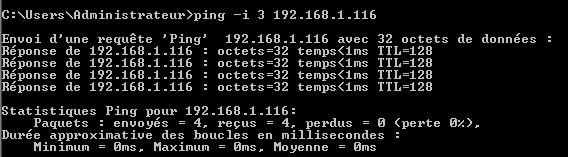 C:\Users\Administrateur>ping -i 3 192.168.1.116
Envoi d'une requête 'Ping'  192.168.1.116 avec 32 octets de données :
Réponse de 192.168.1.116 : octets=32 temps<1ms TTL=128
Réponse de 192.168.1.116 : octets=32 temps<1ms TTL=128
Réponse de 192.168.1.116 : octets=32 temps<1ms TTL=128
Réponse de 192.168.1.116 : octets=32 temps<1ms TTL=128
Statistiques Ping pour 192.168.1.116:
    Paquets : envoyés = 4, reçus = 4, perdus = 0 (perte 0%),
Durée approximative des boucles en millisecondes :
    Minimum = 0ms, Maximum = 0ms, Moyenne = 0ms